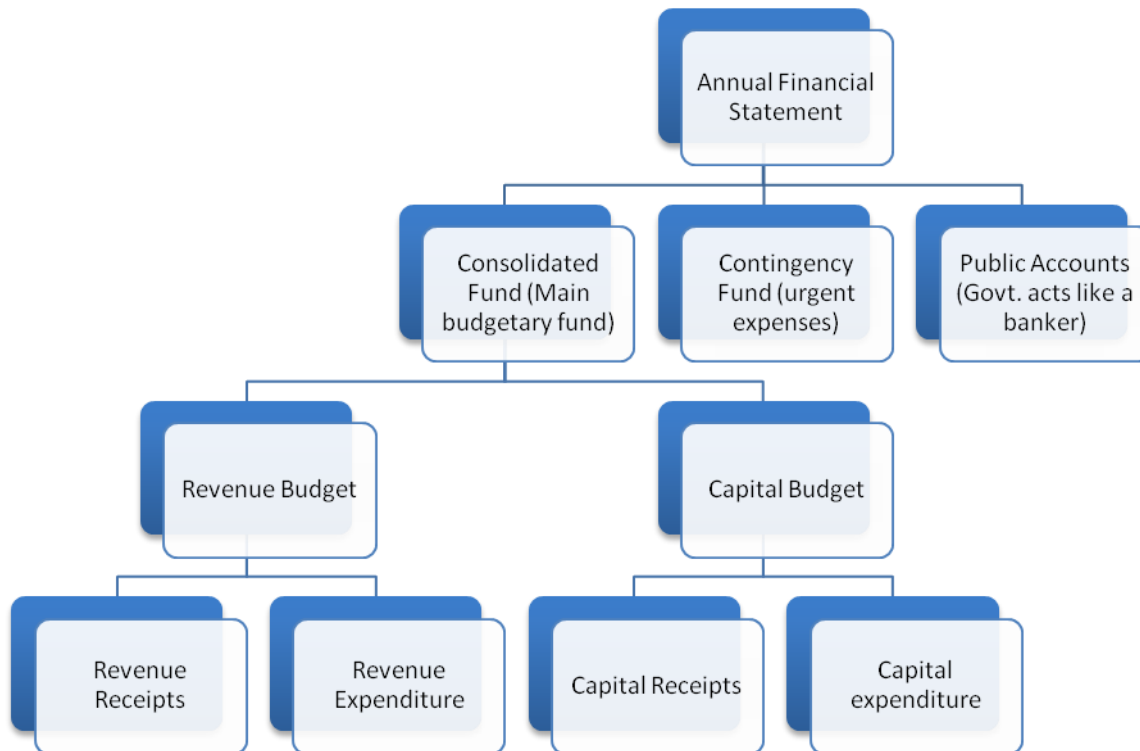 Annual Financial
Statement
Consolidated
Fund (Main
budgetary fund)
Contingency
Fund (urgent
expenses)
Public Accounts
(Govt. acts like a
banker)
Revenue Budget
Capital Budget
Revenue
Receipts
Revenue
Expenditure
Capital Receipts
Capital
expenditure